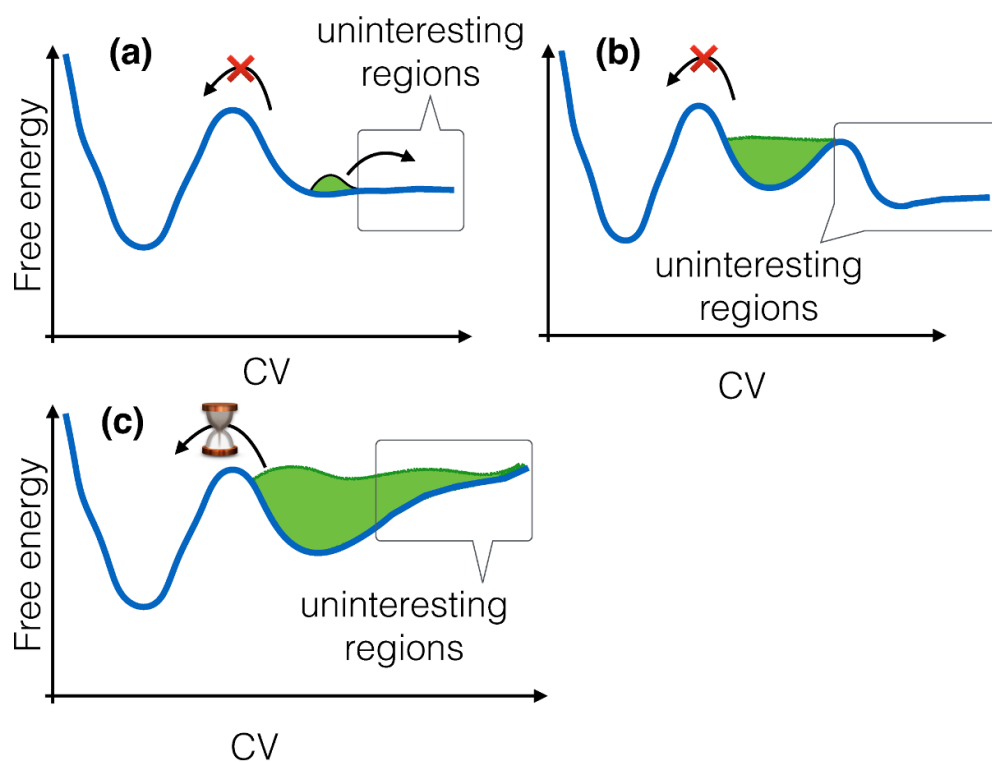 (a)
uninteresting
regions
Free energy
CV
(b)
uninteresting
regions
CV
(c)
Free energy
uninteresting
regions
CV